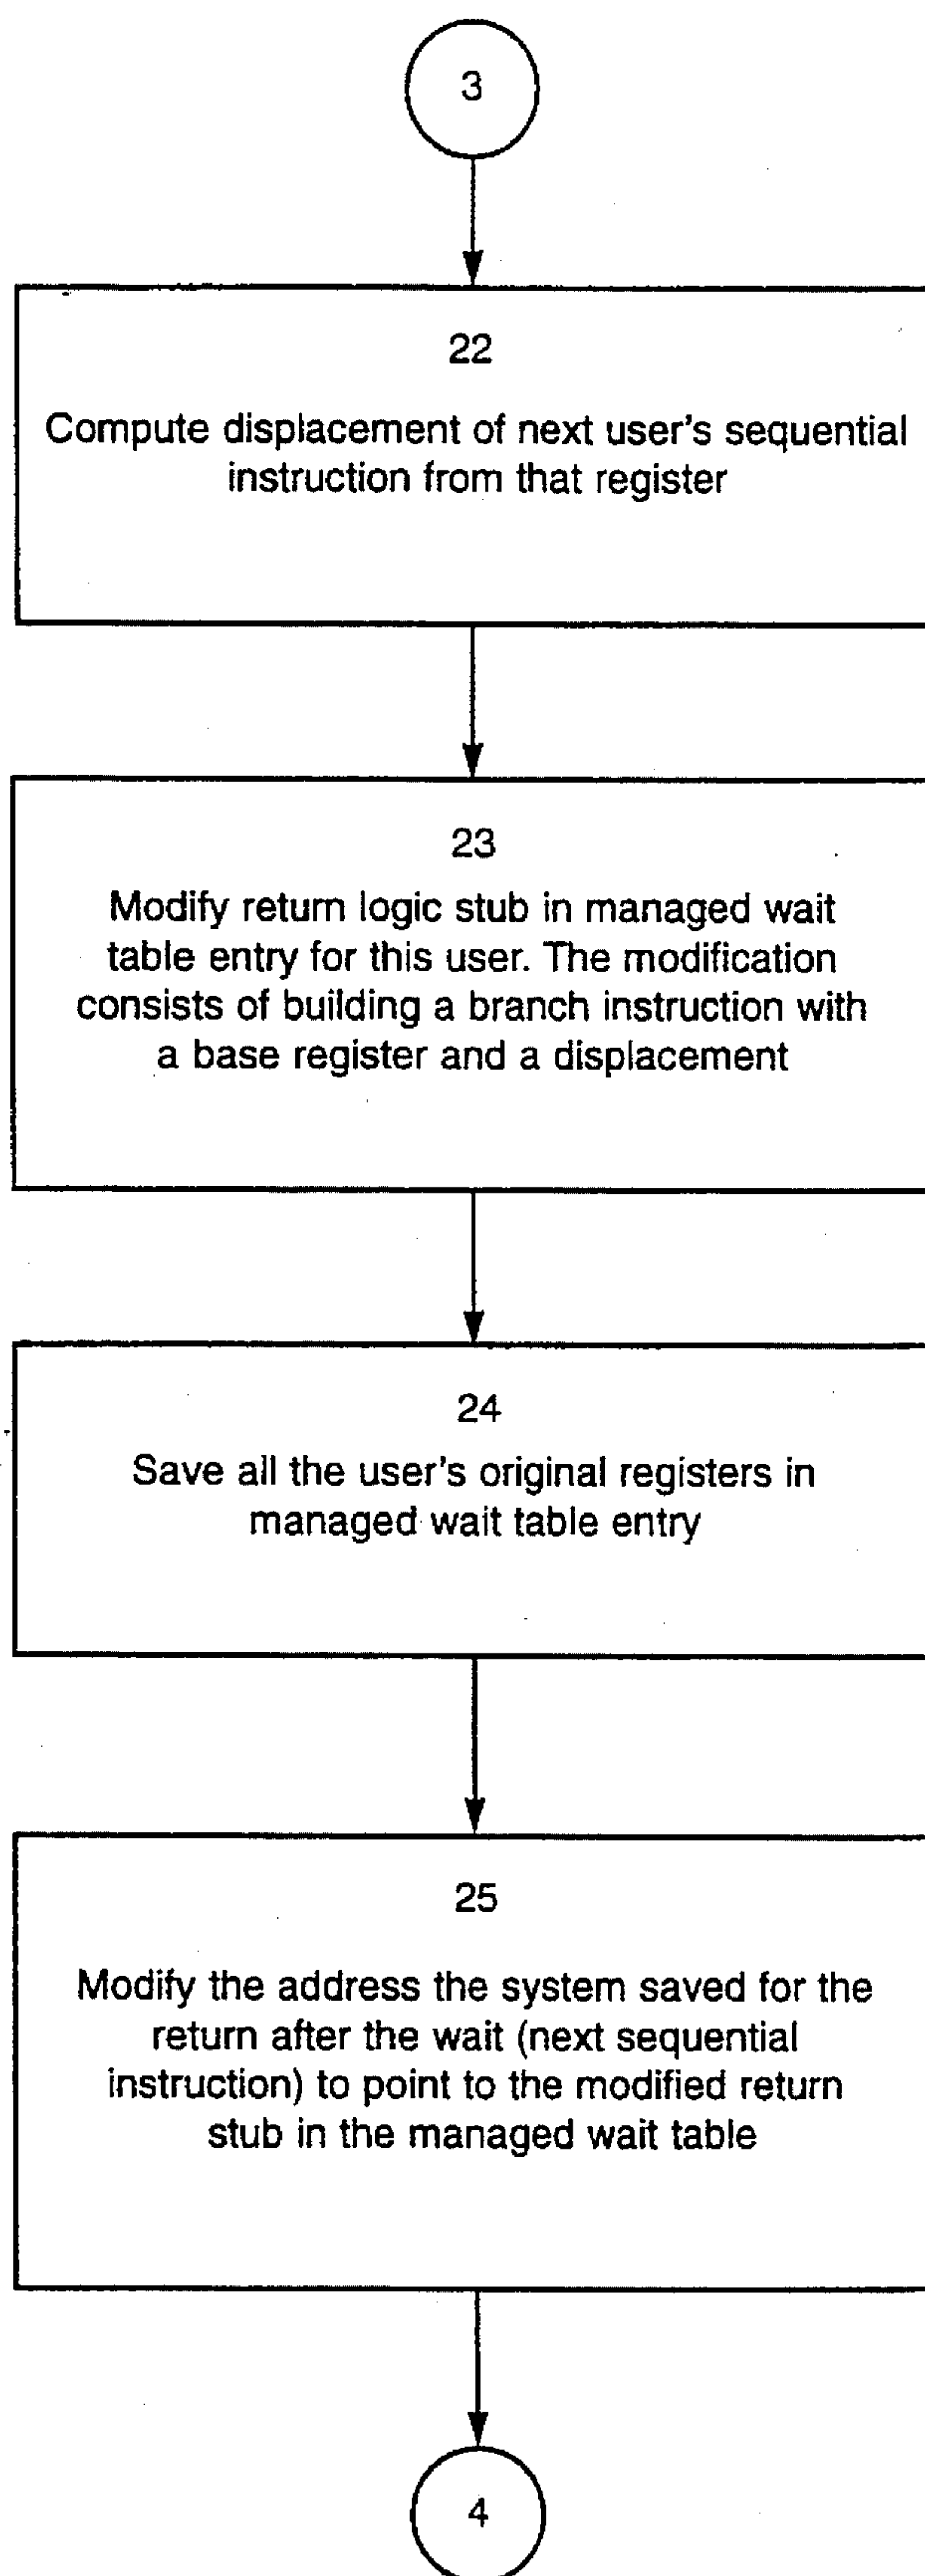 3
22
Compute displacement of next user's sequential
instruction from that register
23
Modify return logic stub in managed wait
table entry for this user. The modification
consists of building a branch instruction with
a base register and a displacement
24
Save all the user's original registers in
managed wait table entry
25
Modify the address the system saved for the
return after the wait (next sequential
instruction) to point to the modified return
stub in the managed wait table
4